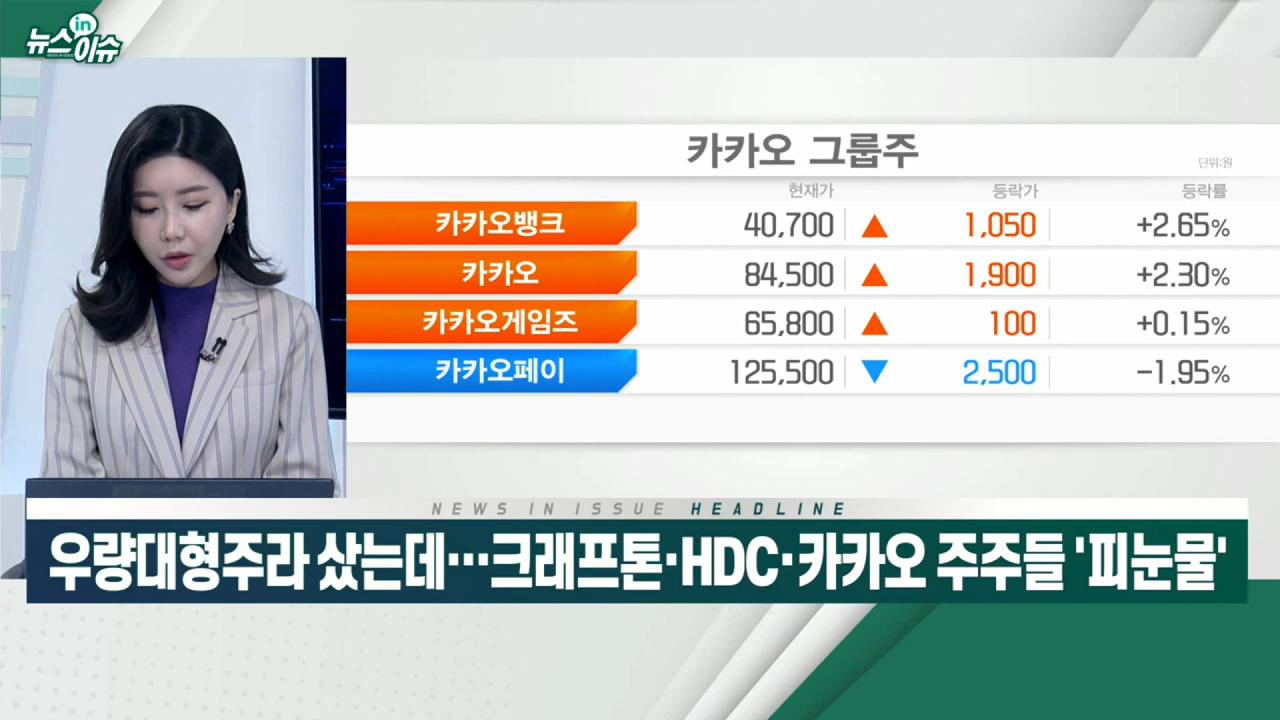 뉴스 in 이슈
카카오 그룹주
단위:원
현재가 등락가 등락률
카카오뱅크 40,700 ▲ 1,050 +2.65%
카카오 84,500 ▲ 1,900 +2.30%
카카오게임즈 65,800 ▲ 100 +0.15%
카카오페이 125,500 ▼ 2,500 -1.95%
NEWS IN ISSUE HEADLINE
우량대형주라 샀는데…크래프톤·HDC·카카오 주주들 '피눈물'